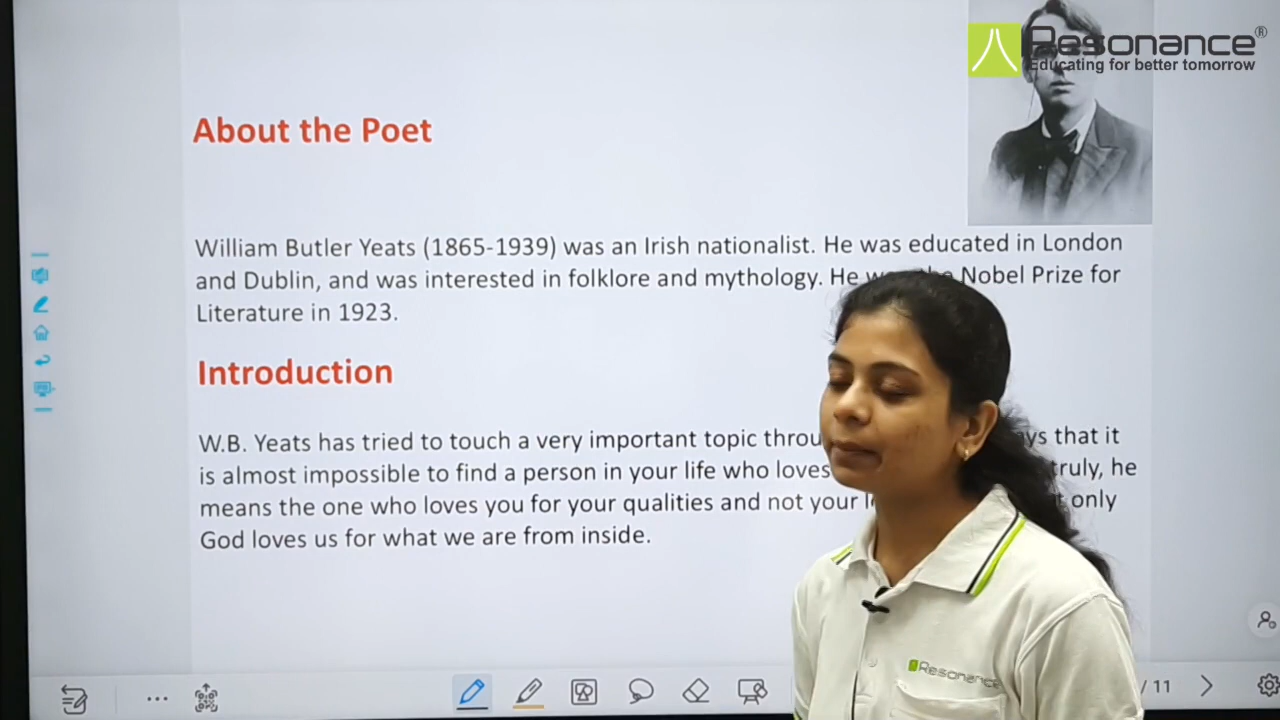 Resonance®
Educating for better tomorrow
About the Poet
William Butler Yeats (1865-1939) was an Irish nationalist. He was educated in London
and Dublin, and was interested in folklore and mythology. He Nobel Prize for
Literature in 1923.
Introduction
W.B. Yeats has tried to touch a very important topic that it
is almost impossible to find a person in your life who loves truly, he
means the one who loves you for your qualities and not your only
God loves us for what we are from inside.
Resonance
/ 11